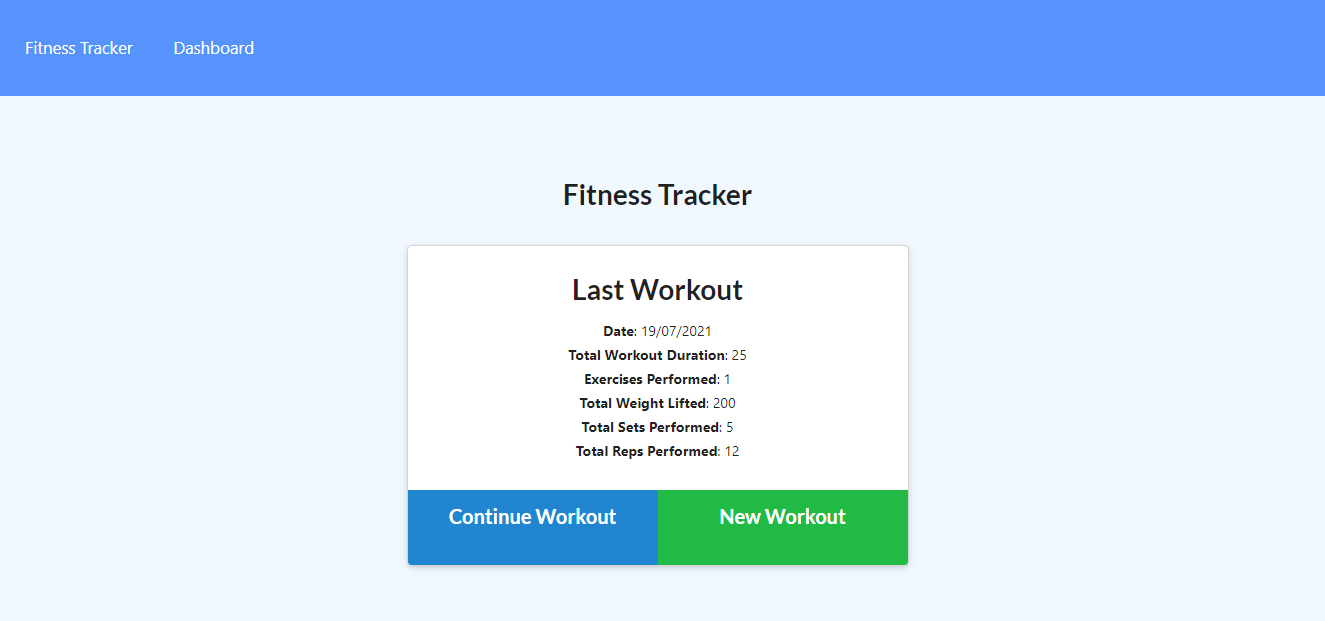 Fitness Tracker Dashboard
Fitness Tracker
Last Workout
Date: 19/07/2021
Total Workout Duration: 25
Exercises Performed: 1
Total Weight Lifted: 200
Total Sets Performed: 5
Total Reps Performed: 12
Continue Workout New Workout